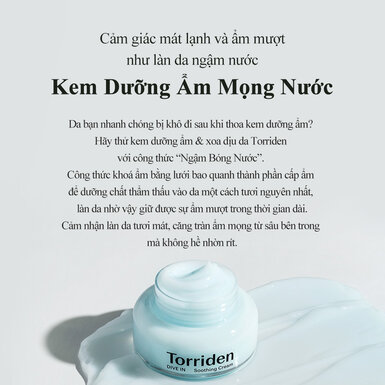 Cảm giác mát lạnh và ẩm mượt
như làn da ngậm nước
Kem Dưỡng Ẩm Mọng Nước
Da bạn nhanh chóng bị khô đi sau khi thoa kem dưỡng ẩm?
Hãy thử kem dưỡng ẩm & xoa dịu da Torriden
với công thức “Ngậm Bóng Nước”.
Công thức khoá ẩm bằng lưới bao quanh thành phần cấp ẩm
để dưỡng chất thẩm thấu vào da một cách tươi nguyên nhất,
làn da nhờ vậy giữ được sự ẩm mượt trong thời gian dài.
Cảm nhận làn da tươi mát, căng tràn ẩm mọng từ sâu bên trong
mà không hề nhờn rít.
Torriden
DIVE IN Soothing Cream